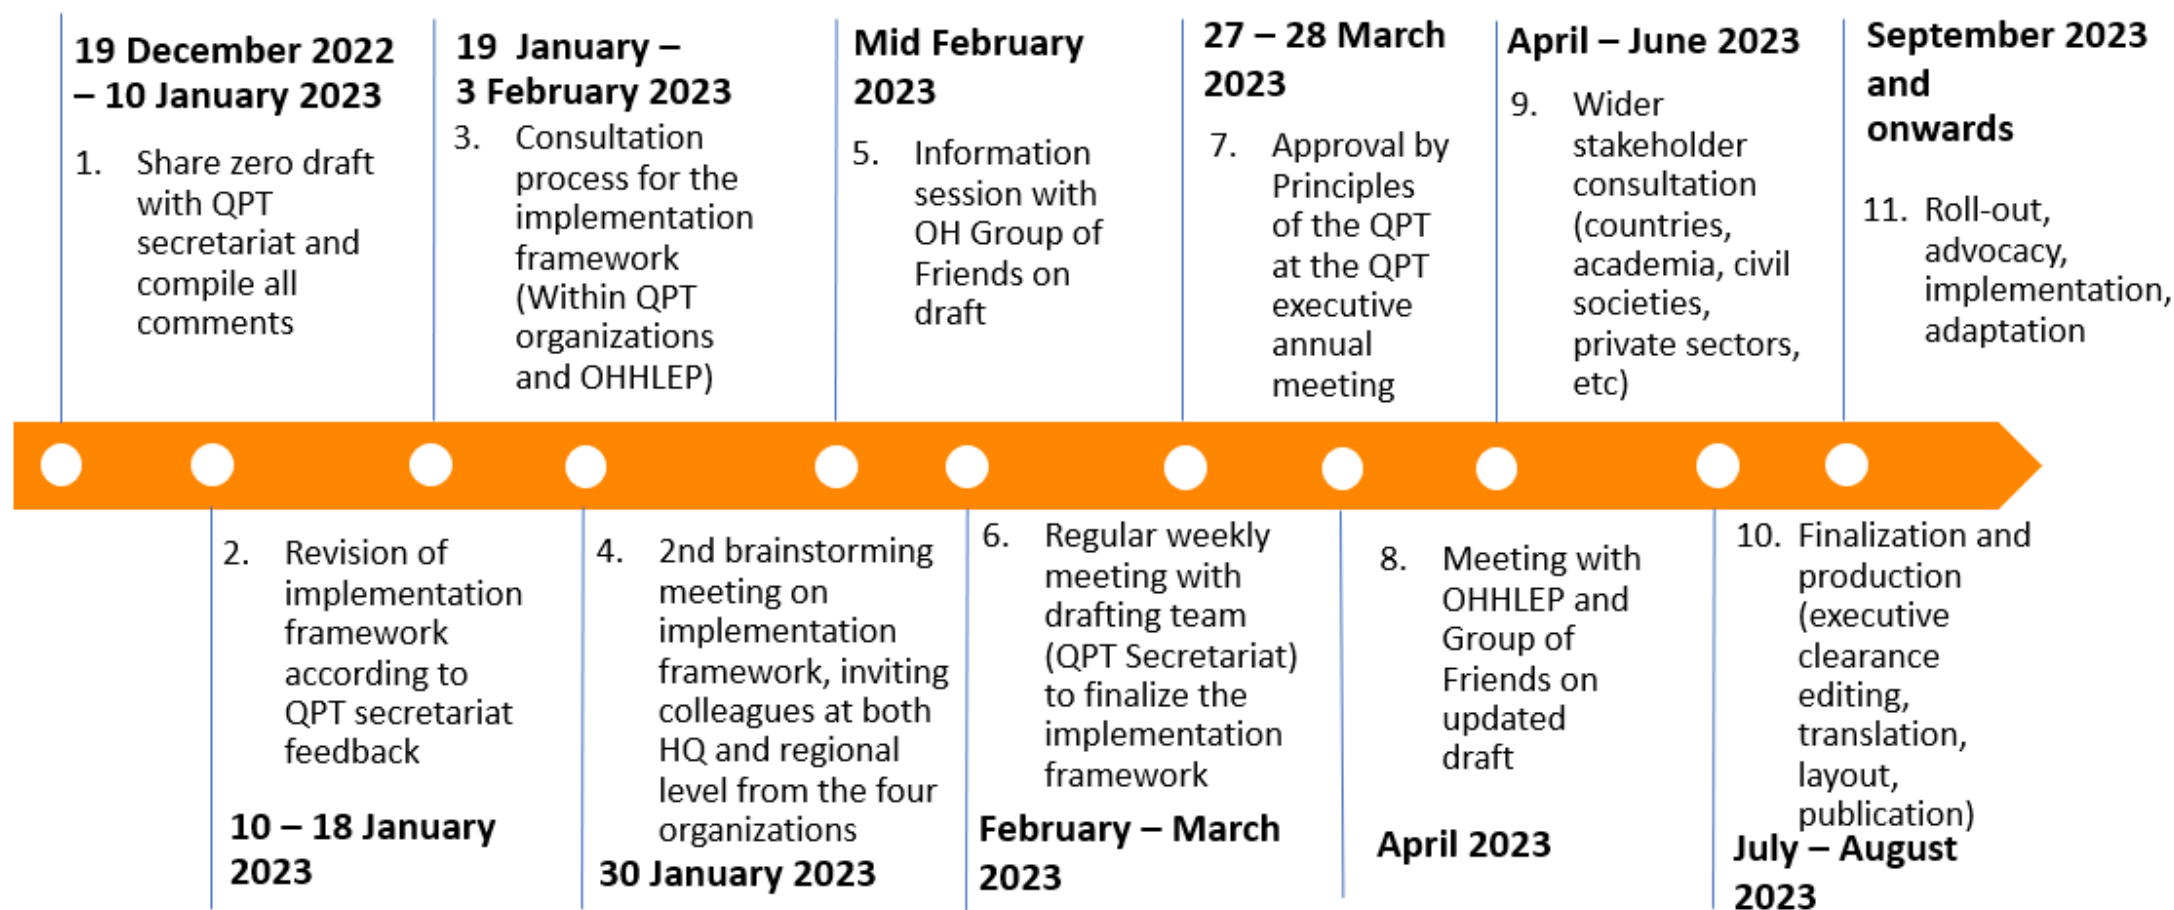 19 December 2022
– 10 January 2023
1. Share zero draft
with QPT
secretariat and
compile all
comments
10 – 18 January
2023
2. Revision of
implementation
framework
according to
QPT secretariat
feedback
19 January –
3 February 2023
3. Consultation
process for the
implementation
framework
(Within QPT
organizations
and OHHLEP)
4. 2nd brainstorming
meeting on
implementation
framework, inviting
colleagues at both
HQ and regional
level from the four
organizations
30 January 2023
Mid February
2023
5. Information
session with
OH Group of
Friends on
draft
6. Regular weekly
meeting with
drafting team
(QPT Secretariat)
to finalize the
implementation
framework
February – March
2023
27 – 28 March
2023
7. Approval by
Principles
of the QPT
at the QPT
executive
annual
meeting
8. Meeting with
OHHLEP and
Group of
Friends on
updated
draft
April 2023
April – June 2023
9. Wider
stakeholder
consultation
(countries,
academia, civil
societies,
private sectors,
etc)
10. Finalization and
production
(executive
clearance
editing,
translation,
layout,
publication)
July – August
2023
September 2023
and
onwards
11. Roll-out,
advocacy,
implementation,
adaptation